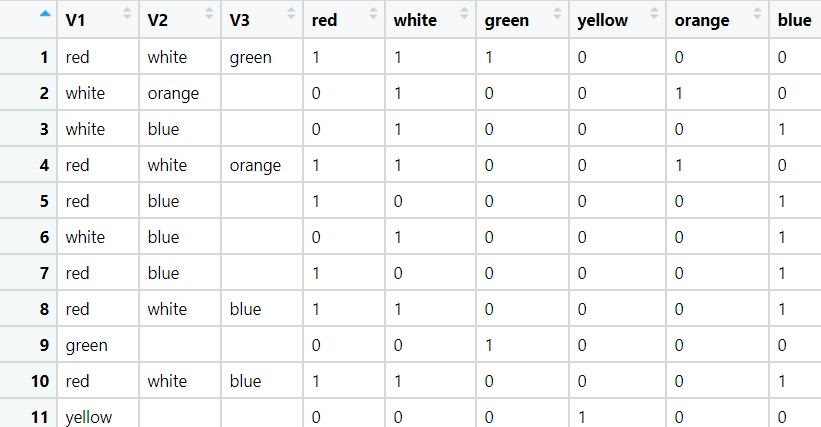 V1 V2 V3 red white green yellow orange blue
1 red white green 1 1 1 0 0 0
2 white orange 0 1 0 0 1 0
3 white blue 0 1 0 0 0 1
4 red white orange 1 1 0 0 1 0
5 red blue 1 0 0 0 0 1
6 white blue 0 1 0 0 0 1
7 red blue 1 0 0 0 0 1
8 red white blue 1 1 0 0 0 1
9 green 0 0 1 0 0 0
10 red white blue 1 1 0 0 0 1
11 yellow 0 0 0 1 0 0